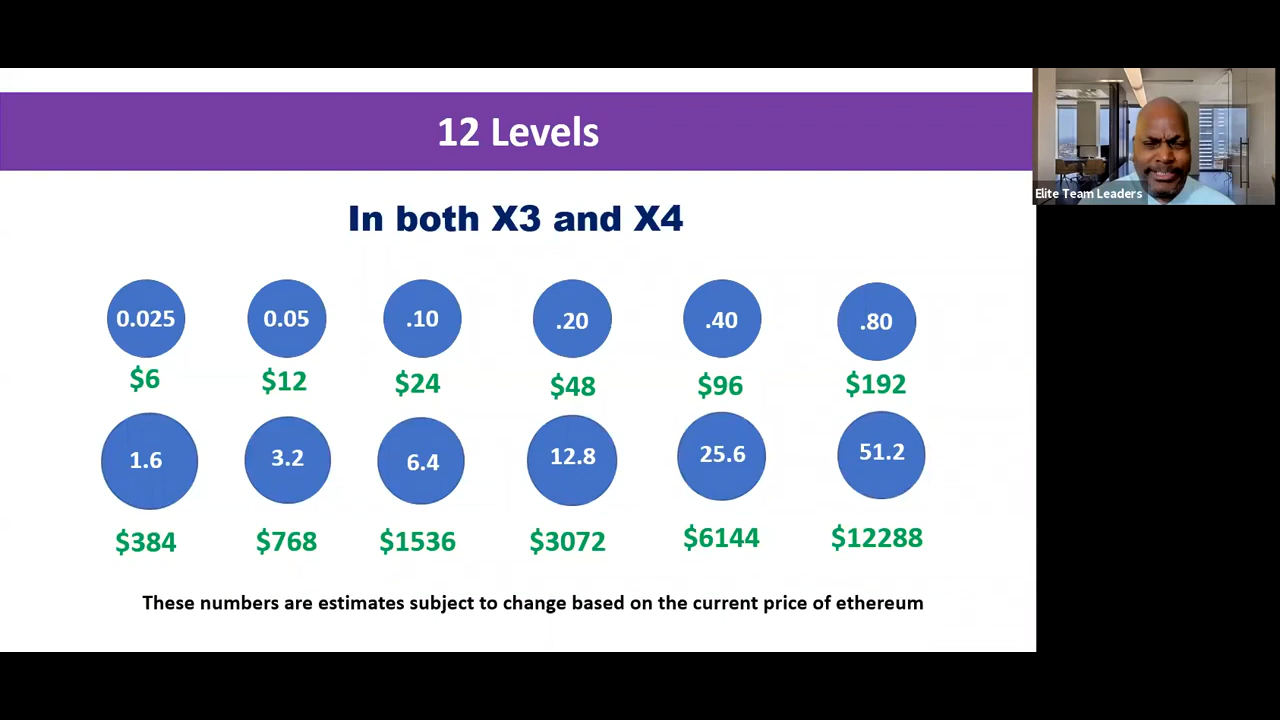 12 Levels
Elite Team Leaders
In both X3 and X4
0.025 0.05 .10 .20 .40 .80
$6 $12 $24 $48 $96 $192
1.6 3.2 6.4 12.8 25.6 51.2
$384 $768 $1536 $3072 $6144 $12288
These numbers are estimates subject to change based on the current price of ethereum